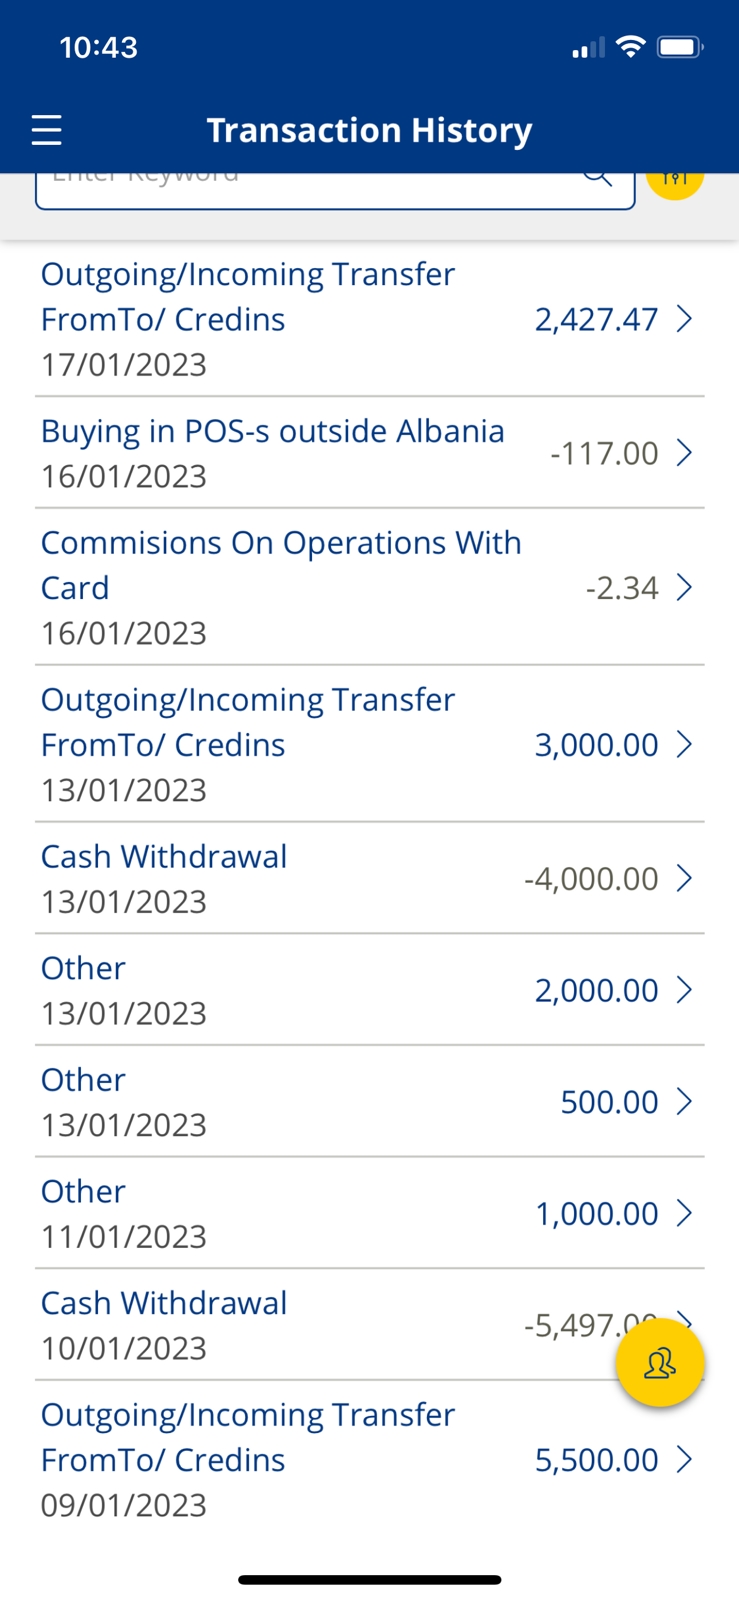 10:43
Transaction History
Enter Keyword
Outgoing/Incoming Transfer
FromTo/ Credins
2,427.47
17/01/2023
Buying in POS-s outside Albania
-117.00
16/01/2023
Commisions On Operations With
Card
-2.34
16/01/2023
Outgoing/Incoming Transfer
FromTo/ Credins
3,000.00
13/01/2023
Cash Withdrawal
-4,000.00
13/01/2023
Other
2,000.00
13/01/2023
Other
500.00
13/01/2023
Other
1,000.00
11/01/2023
Cash Withdrawal
-5,497.00
10/01/2023
Outgoing/Incoming Transfer
FromTo/ Credins
5,500.00
09/01/2023